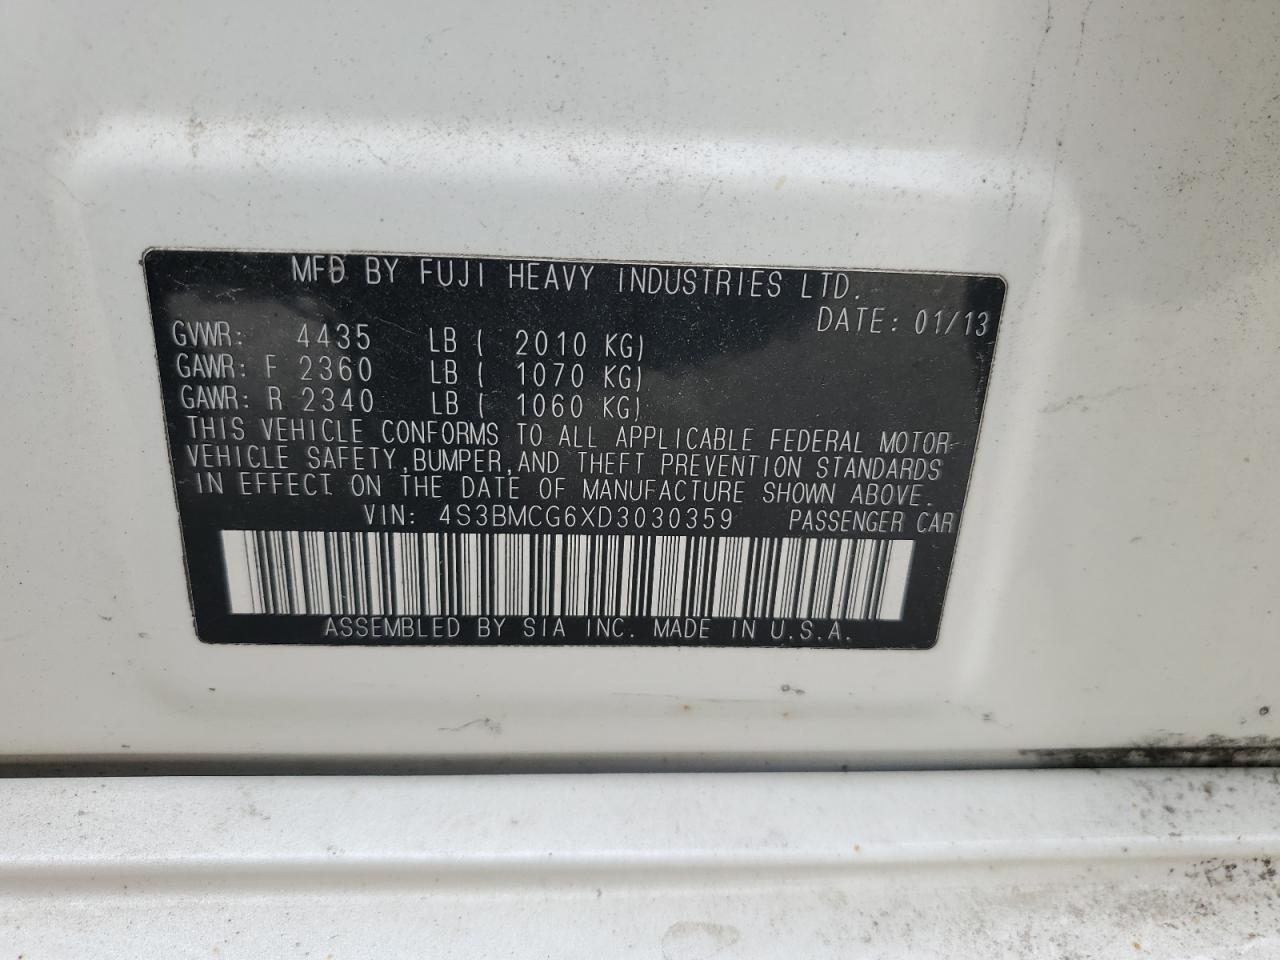 MFD BY FUJI HEAVY INDUSTRIES LTD.
DATE: 01/13
GVWR: 4435 LB ( 2010 KG)
GAWR: F 2360 LB ( 1070 KG)
GAWR: R 2340 LB ( 1060 KG)
THIS VEHICLE CONFORMS TO ALL APPLICABLE FEDERAL MOTOR-
VEHICLE SAFETY,BUMPER,AND THEFT PREVENTION STANDARDS
IN EFFECT ON THE DATE OF MANUFACTURE SHOWN ABOVE.
VIN: 4S3BMCG6XD3030359 PASSENGER CAR
ASSEMBLED BY SIA INC. MADE IN U.S.A.